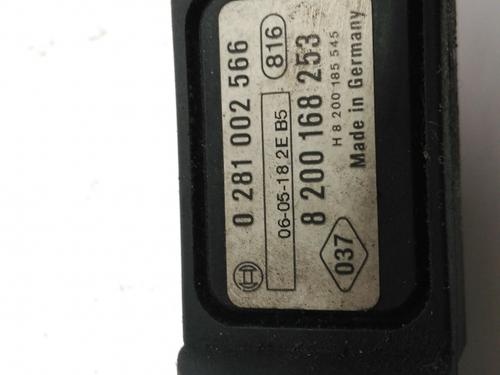 0 281 002 566
816
06-05-18 2E B5
8 200 168 253
H 8 200 185 545
037
Made in Germany